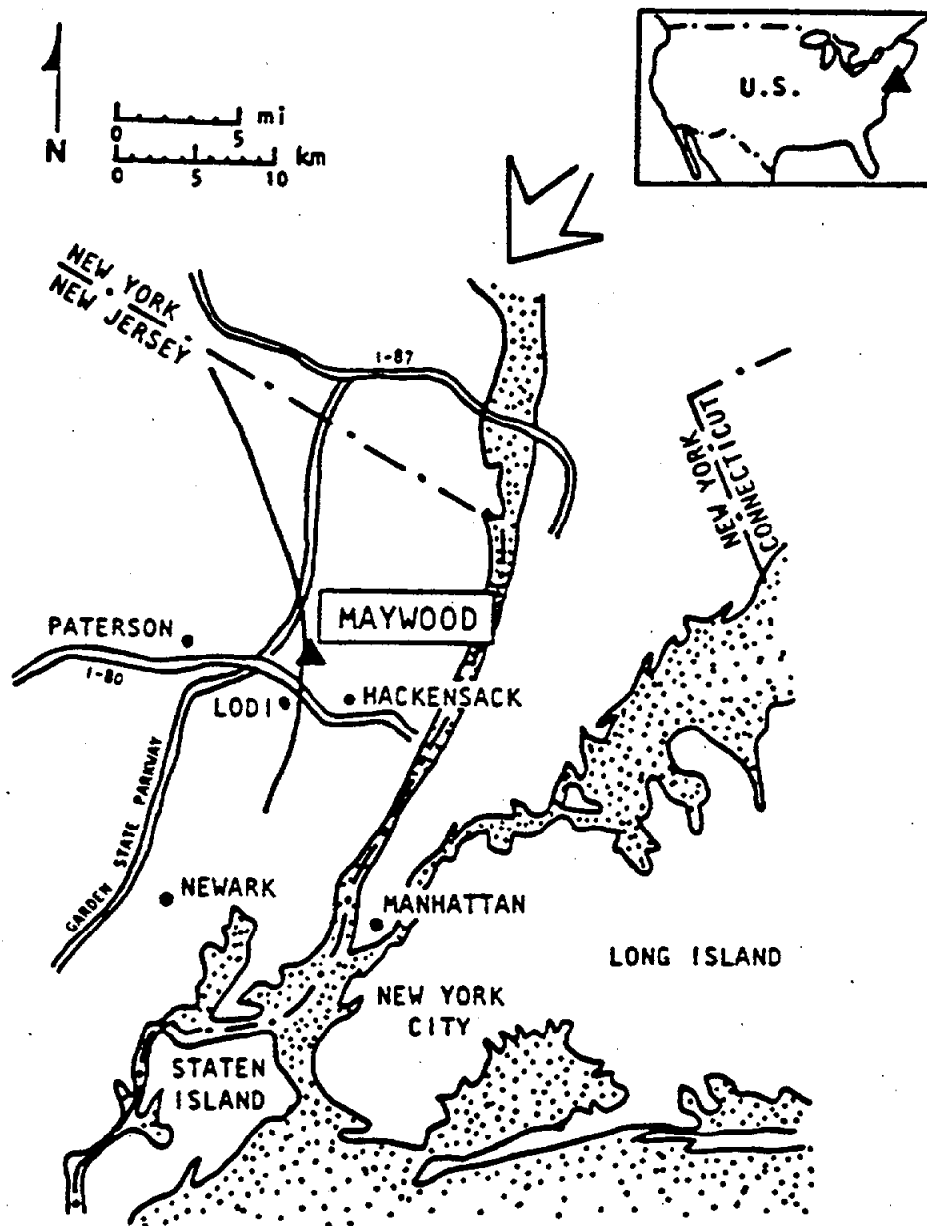 U.S.
mi
0 5
N
km
0 5 10
NEW YORK
NEW JERSEY
I-87
NEW YORK
CONNECTICUT
MAYWOOD
PATERSON
I-80
LODI
HACKENSACK
GARDEN STATE PARKWAY
NEWARK
MANHATTAN
LONG ISLAND
NEW YORK
CITY
STATEN
ISLAND